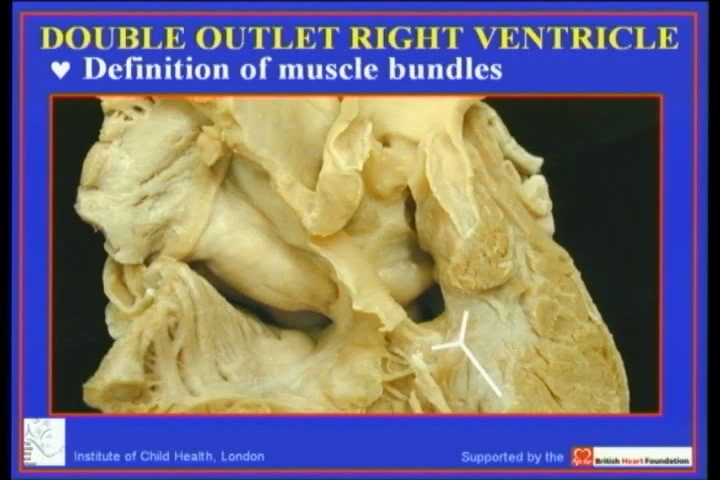 DOUBLE OUTLET RIGHT VENTRICLE
♥ Definition of muscle bundles
Institute of Child Health, London
Supported by the
British Heart Foundation